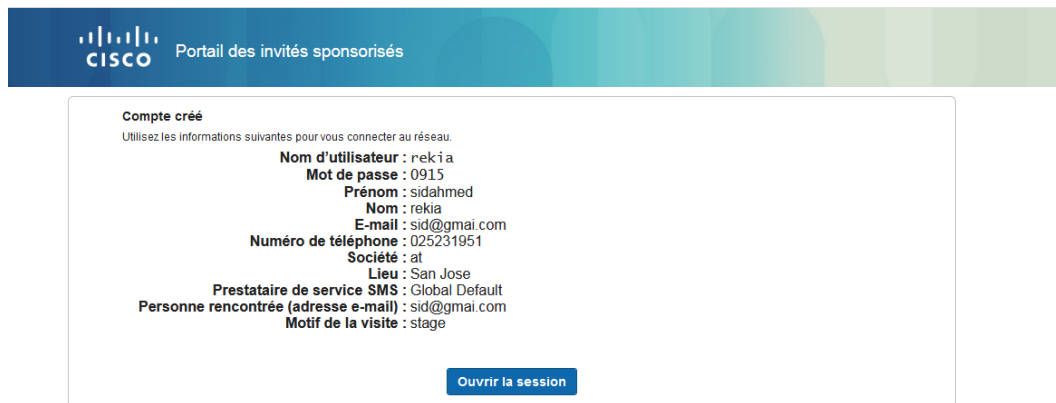 CISCO Portail des invités sponsorisés
Compte créé
Utilisez les informations suivantes pour vous connecter au réseau.
Nom d'utilisateur : rekia
Mot de passe : 0915
Prénom : sidahmed
Nom : rekia
E-mail : sid@gmai.com
Numéro de téléphone : 025231951
Société : at
Lieu : San Jose
Prestataire de service SMS : Global Default
Personne rencontrée (adresse e-mail) : sid@gmai.com
Motif de la visite : stage
Ouvrir la session